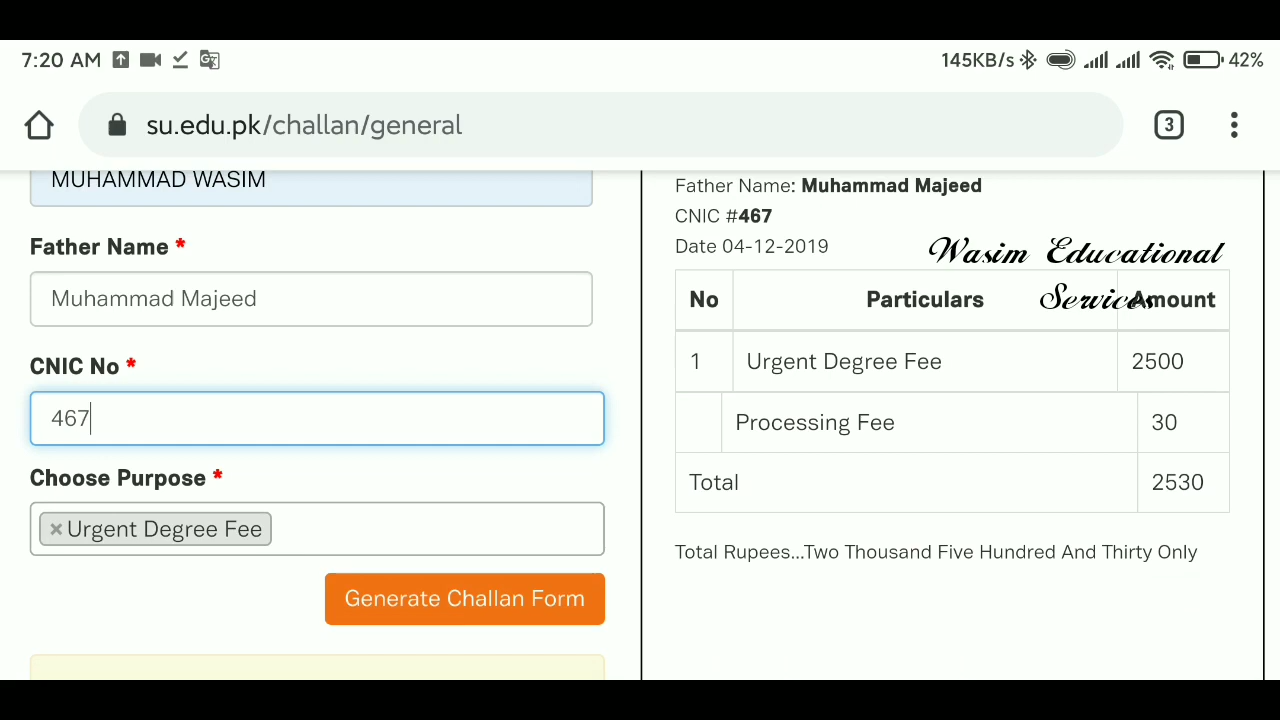 7:20 AM
145KB/s
42%
su.edu.pk/challan/general
3
MUHAMMAD WASIM
Father Name *
Muhammad Majeed
CNIC No *
467
Choose Purpose *
× Urgent Degree Fee
Generate Challan Form
Father Name: Muhammad Majeed
CNIC #467
Date 04-12-2019
Wasim Educational
Services
No Particulars Amount
1 Urgent Degree Fee 2500
Processing Fee 30
Total 2530
Total Rupees...Two Thousand Five Hundred And Thirty Only